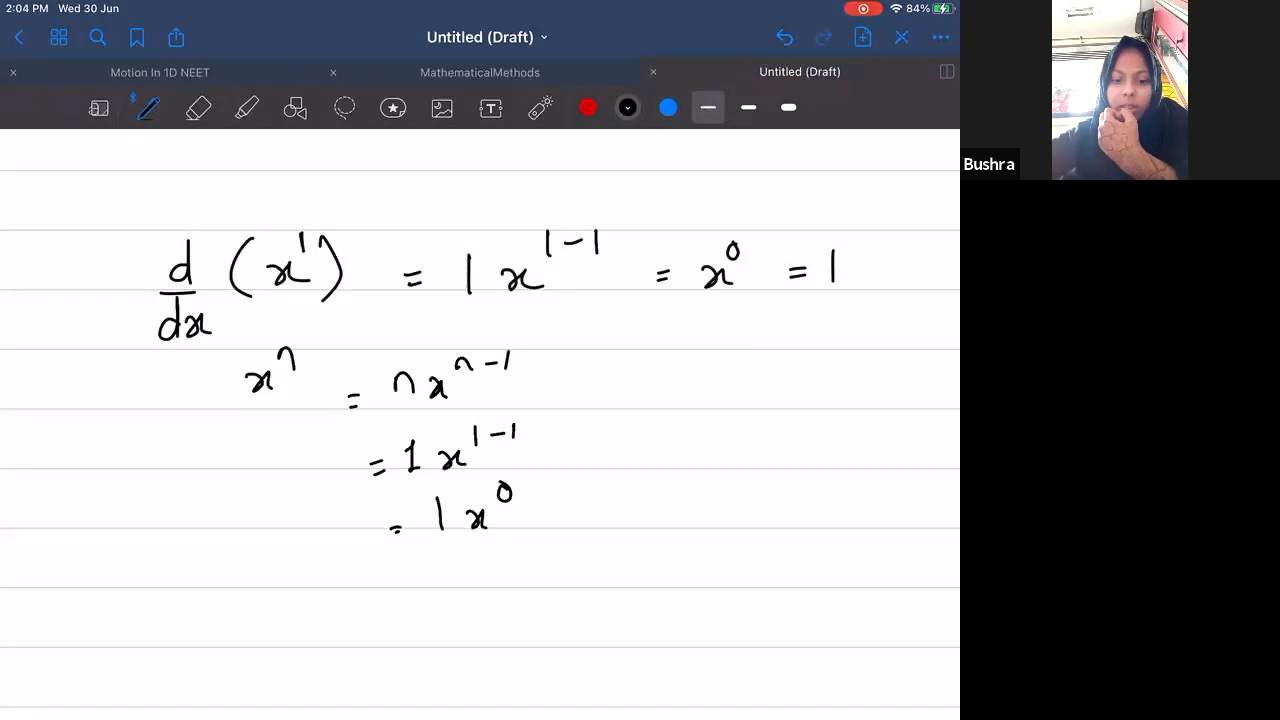 2:04 PM Wed 30 Jun
84%
Untitled (Draft)
Motion In 1D NEET
MathematicalMethods
Untitled (Draft)
T
Bushra
d/dx (x¹) = 1 x¹⁻¹ = x⁰ = 1
xⁿ = n xⁿ⁻¹
= 1 x¹⁻¹
= 1 x⁰